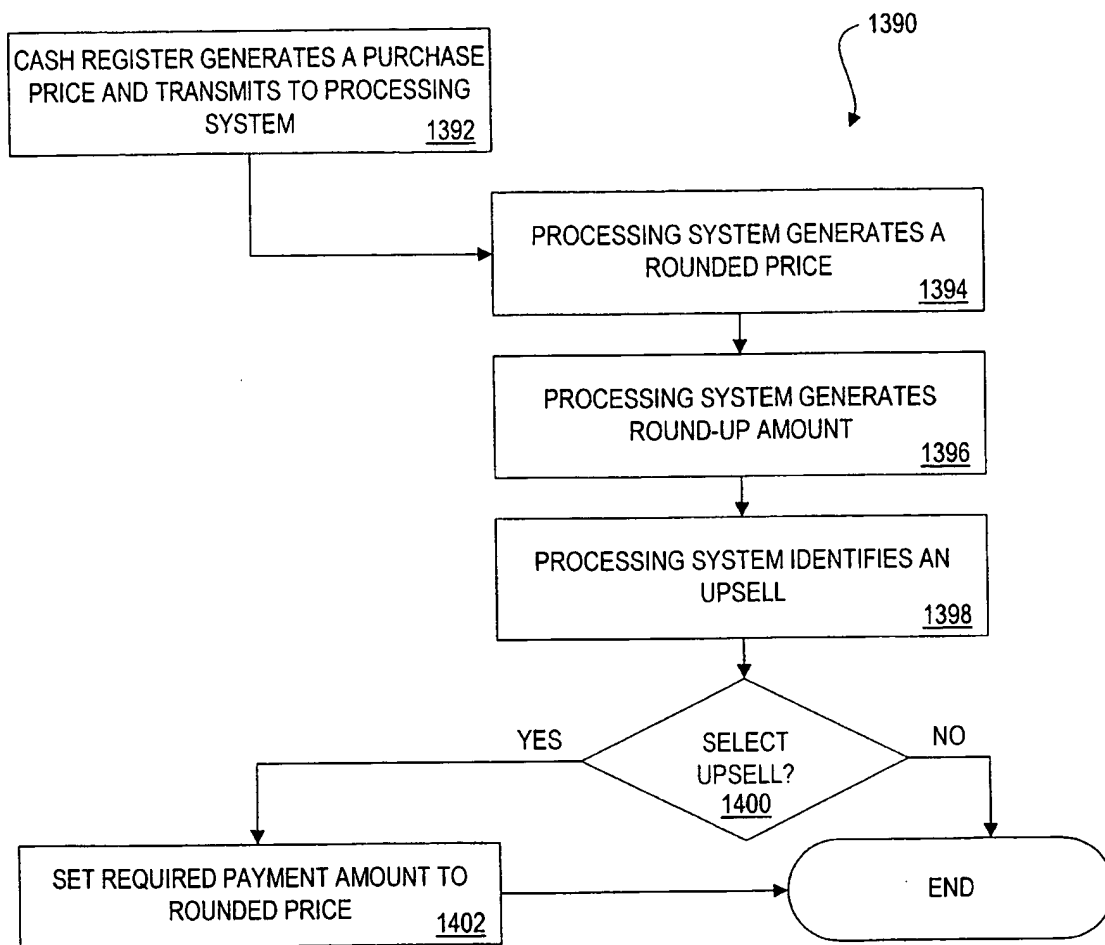 1390
CASH REGISTER GENERATES A PURCHASE
PRICE AND TRANSMITS TO PROCESSING
SYSTEM
1392
PROCESSING SYSTEM GENERATES A
ROUNDED PRICE
1394
PROCESSING SYSTEM GENERATES
ROUND-UP AMOUNT
1396
PROCESSING SYSTEM IDENTIFIES AN
UPSELL
1398
YES
SELECT
UPSELL?
1400
NO
SET REQUIRED PAYMENT AMOUNT TO
ROUNDED PRICE
1402
END